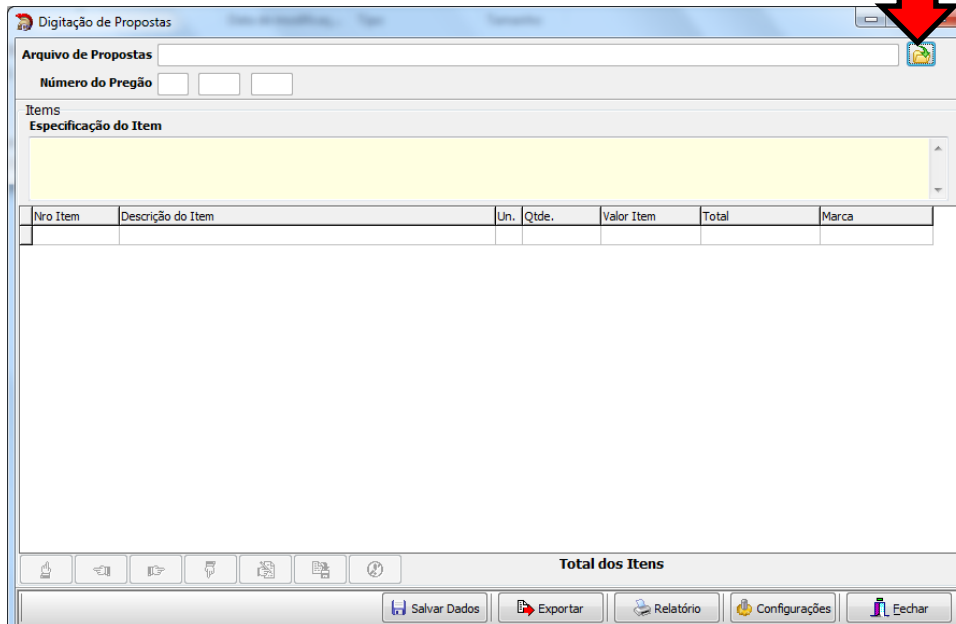 Digitação de Propostas
Arquivo de Propostas
Número do Pregão
Items
Especificação do Item
Nro Item Descrição do Item Un. Qtde. Valor Item Total Marca
Total dos Itens
Salvar Dados Exportar Relatório Configurações Fechar